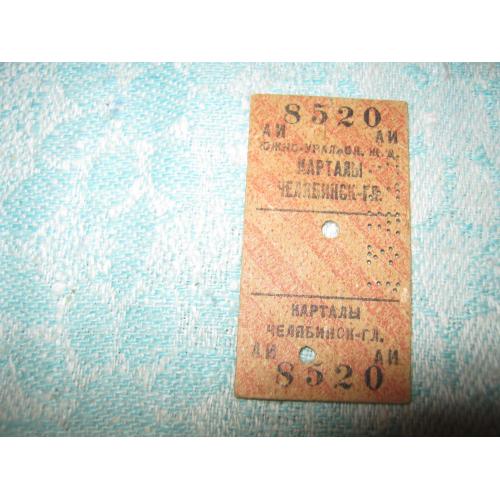 8520
АИ АИ
ЮЖНО-УРАЛЬСК. Ж.Д.
КАРТАЛЫ
ЧЕЛЯБИНСК-ГЛ.
КАРТАЛЫ
ЧЕЛЯБИНСК-ГЛ.
АИ АИ
8520